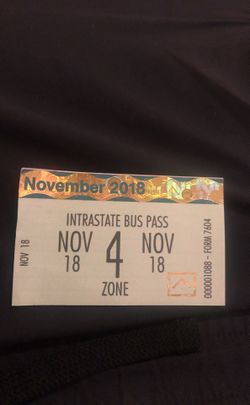 November 2018
INTRASTATE BUS PASS
NOV 4 NOV
18 18
ZONE
NOV 18
000001088 – FORM 7604